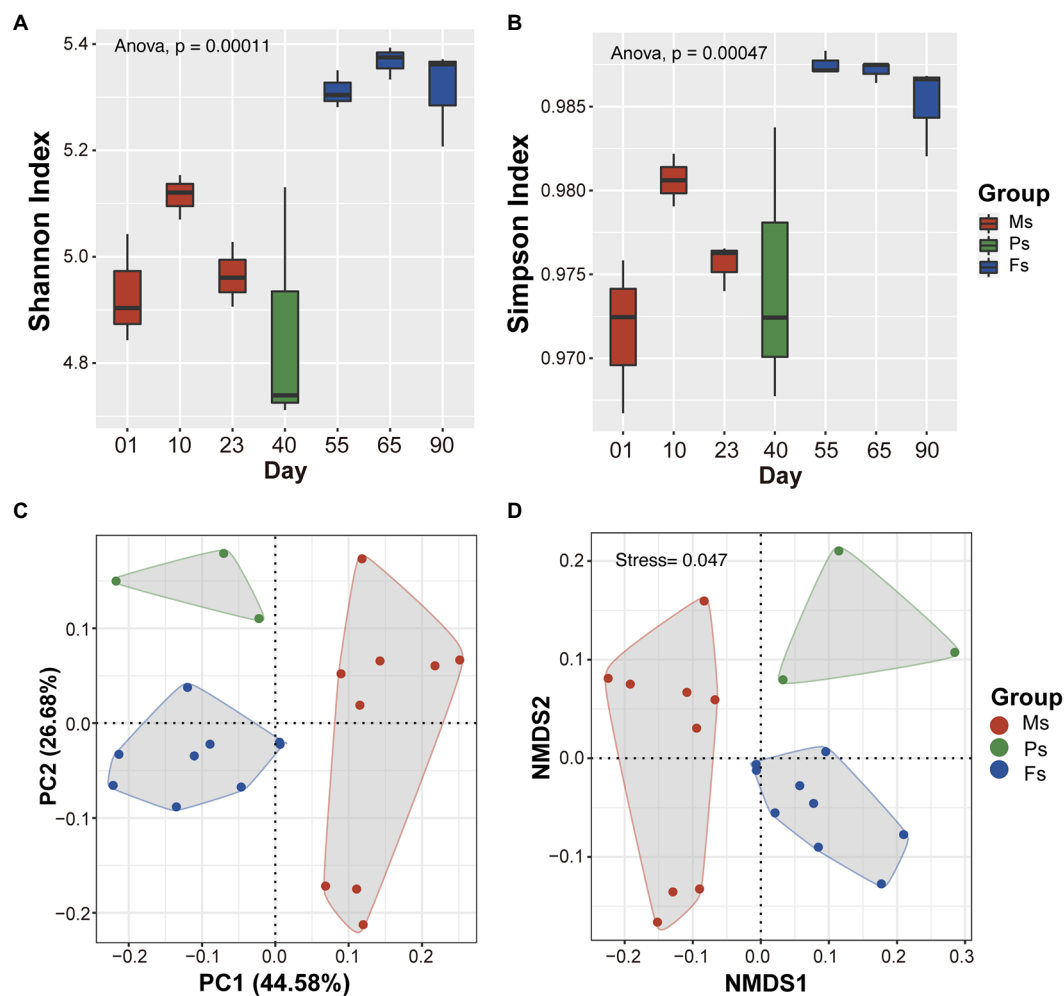 A
Anova, p = 0.00011
5.4
5.2
5.0
4.8
Shannon Index
01 10 23 40 55 65 90
Day
B
Anova, p = 0.00047
0.985
0.980
0.975
0.970
Simpson Index
01 10 23 40 55 65 90
Day
Group
Ms
Ps
Fs
C
0.1
0.0
−0.1
−0.2
PC2 (26.68%)
−0.2 −0.1 0.0 0.1 0.2
PC1 (44.58%)
D
Stress= 0.047
0.2
0.1
0.0
−0.1
NMDS2
−0.2 −0.1 0.0 0.1 0.2 0.3
NMDS1
Group
Ms
Ps
Fs